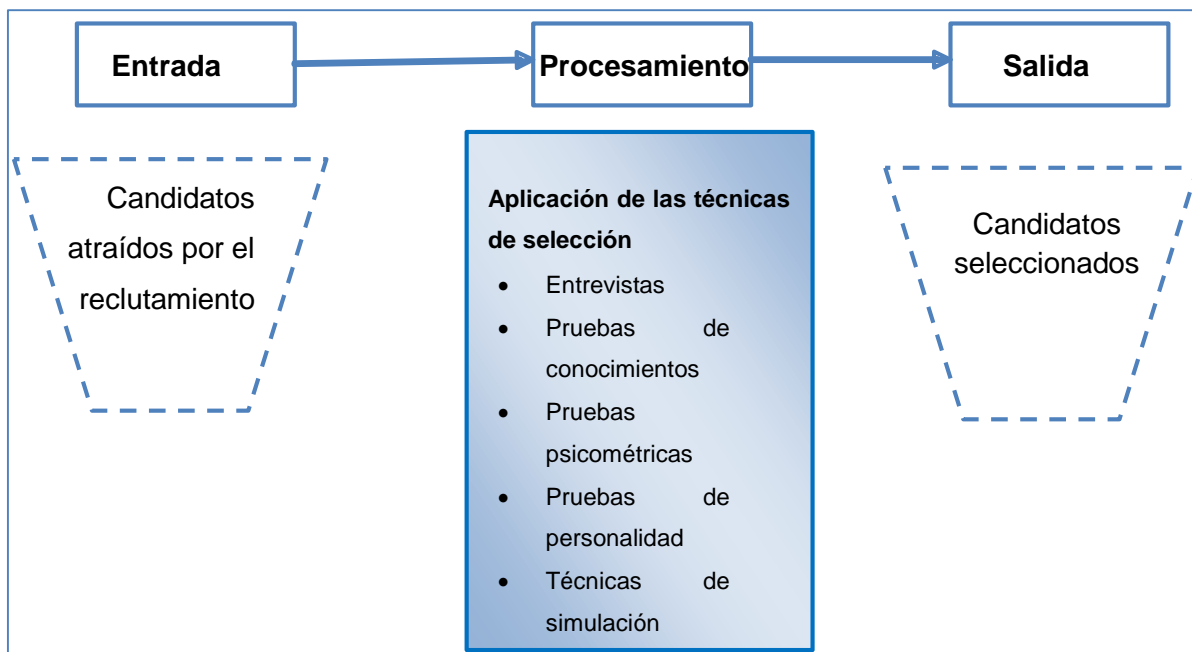 Entrada
Procesamiento
Salida
Candidatos
atraídos por el
reclutamiento
Aplicación de las técnicas
de selección
• Entrevistas
• Pruebas de
conocimientos
• Pruebas
psicométricas
• Pruebas de
personalidad
• Técnicas de
simulación
Candidatos
seleccionados